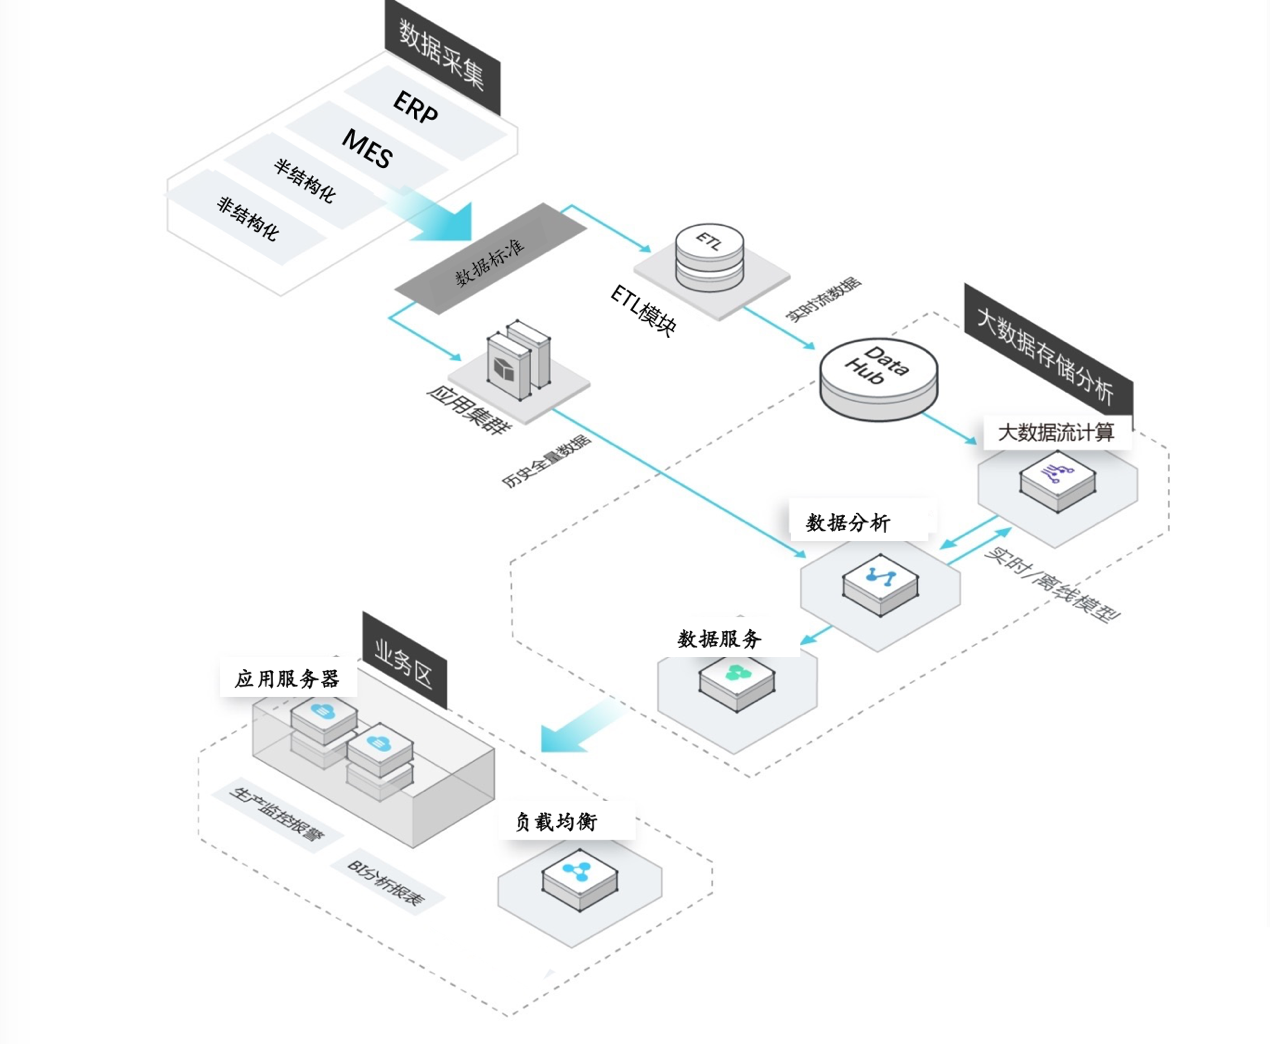 数据采集
ERP
MES
半结构化
非结构化
数据标准
ETL
ETL模块
实时流数据
应用集群
历史全量数据
Data
Hub
大数据存储分析
大数据流计算
数据分析
实时/离线模型
数据服务
业务区
应用服务器
生产监控报警
BI分析报表
负载均衡